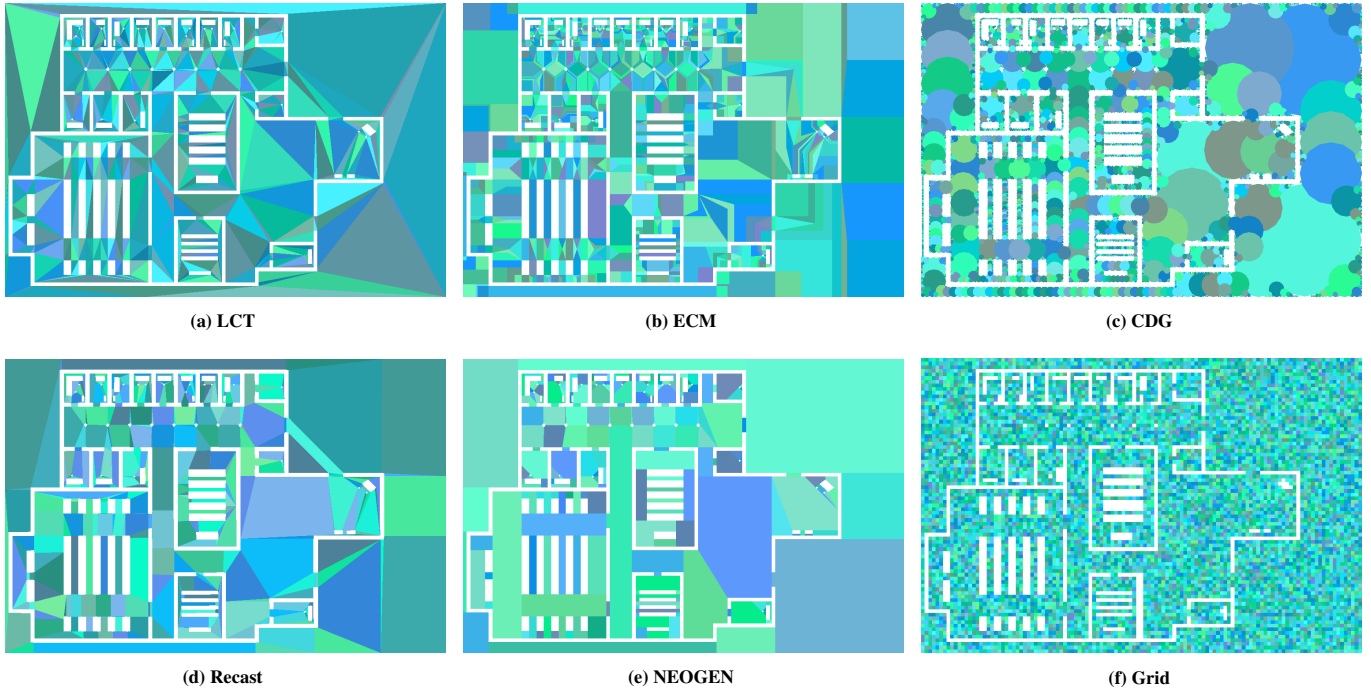 (a) LCT
(b) ECM
(c) CDG
(d) Recast
(e) NEOGEN
(f) Grid